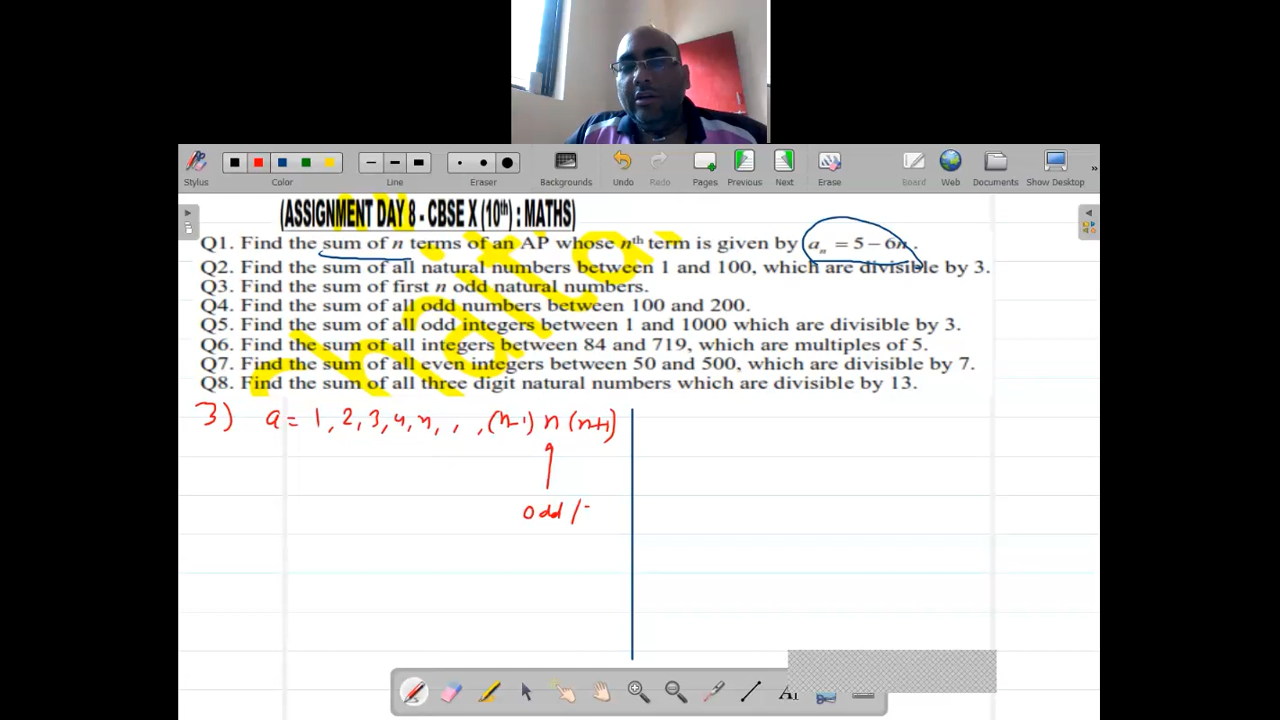 Stylus Color Line Eraser Backgrounds Undo Redo Pages Previous Next Erase Board Web Documents Show Desktop »
(ASSIGNMENT DAY 8 - CBSE X (10th) : MATHS)
Q1. Find the sum of n terms of an AP whose nth term is given by aₙ = 5 − 6n .
Q2. Find the sum of all natural numbers between 1 and 100, which are divisible by 3.
Q3. Find the sum of first n odd natural numbers.
Q4. Find the sum of all odd numbers between 100 and 200.
Q5. Find the sum of all odd integers between 1 and 1000 which are divisible by 3.
Q6. Find the sum of all integers between 84 and 719, which are multiples of 5.
Q7. Find the sum of all even integers between 50 and 500, which are divisible by 7.
Q8. Find the sum of all three digit natural numbers which are divisible by 13.
3) a = 1, 2, 3, 4, n, , , (n-1) n (n+1)
odd /